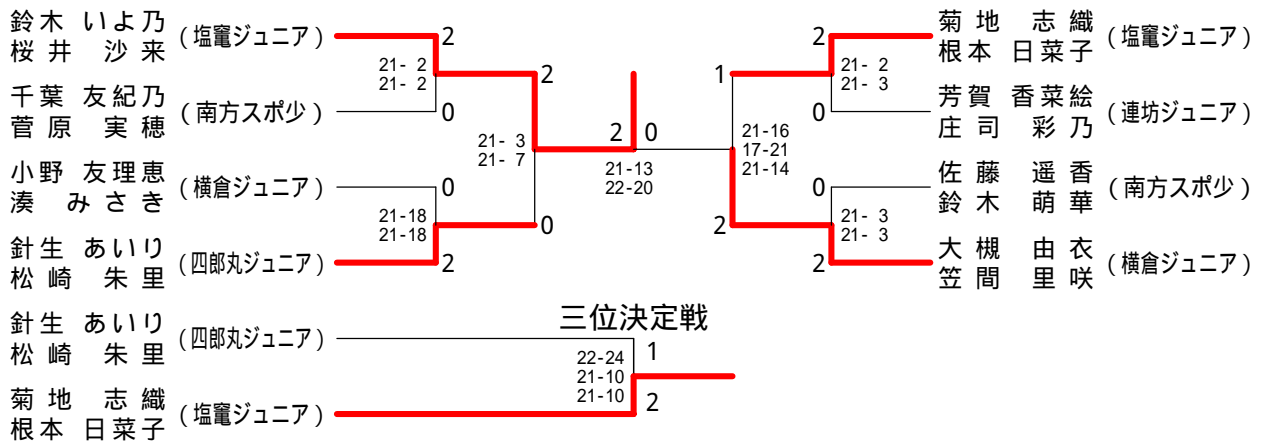 鈴木 いよ乃
桜井 沙来
(塩竈ジュニア)
2
21- 2
21- 2
千葉 友紀乃
菅原 実穂
(南方スポ少)
0
2
21- 3
21- 7
小野 友理恵
湊 みさき
(横倉ジュニア)
0
21-18
21-18
針生 あいり
松崎 朱里
(四郎丸ジュニア)
2
0
2 0
21-13
22-20
菊地 志織
根本 日菜子
(塩竈ジュニア)
2
21- 2
21- 3
芳賀 香菜絵
庄司 彩乃
(連坊ジュニア)
0
1
21-16
17-21
21-14
佐藤 遥香
鈴木 萌華
(南方スポ少)
0
21- 3
21- 3
大槻 由衣
笠間 里咲
(横倉ジュニア)
2
2
三位決定戦
針生 あいり
松崎 朱里
(四郎丸ジュニア)
1
22-24
21-10
21-10
菊地 志織
根本 日菜子
(塩竈ジュニア)
2